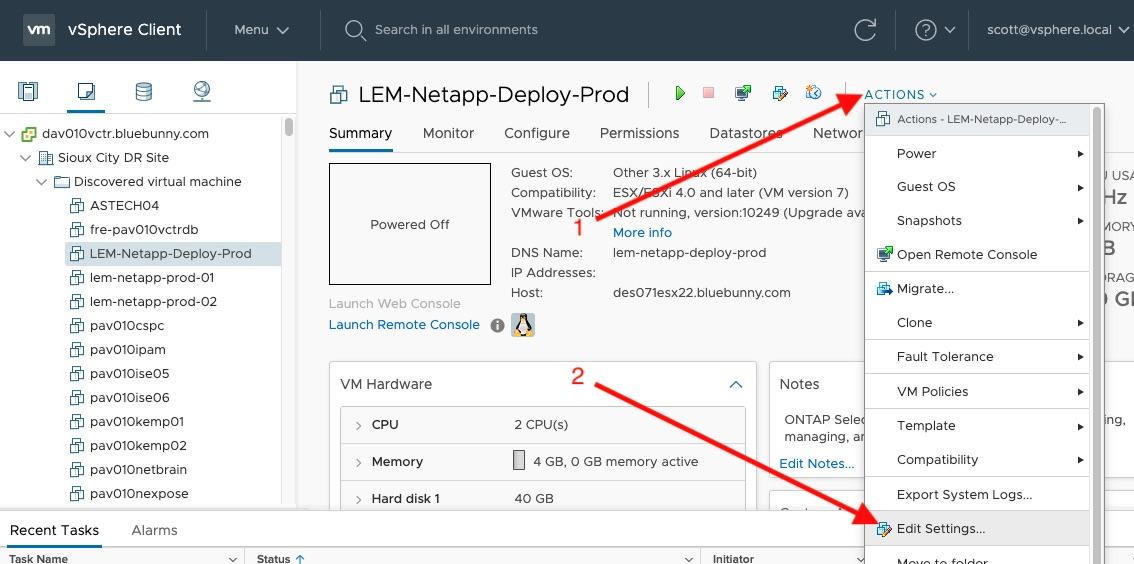 vm vSphere Client Menu Search in all environments scott@vsphere.local
LEM-Netapp-Deploy-Prod ACTIONS
Summary Monitor Configure Permissions Datastores Networ
dav010vctr.bluebunny.com
Sioux City DR Site
Discovered virtual machine
ASTECH04
fre-pav010vctrdb
LEM-Netapp-Deploy-Prod
lem-netapp-prod-01
lem-netapp-prod-02
pav010cspc
pav010ipam
pav010ise05
pav010ise06
pav010kemp01
pav010kemp02
pav010netbrain
pav010nexpose
Powered Off
Launch Web Console
Launch Remote Console
Guest OS: Other 3.x Linux (64-bit)
Compatibility: ESX/ESXi 4.0 and later (VM version 7)
VMware Tools: Not running, version:10249 (Upgrade ava
More info
DNS Name: lem-netapp-deploy-prod
IP Addresses:
Host: des071esx22.bluebunny.com
1
2
VM Hardware
CPU 2 CPU(s)
Memory 4 GB, 0 GB memory active
Hard disk 1 40 GB
Notes
ONTAP Selec
managing, an
Edit Notes...
Actions - LEM-Netapp-Deploy-...
Power
Guest OS
Snapshots
Open Remote Console
Migrate...
Clone
Fault Tolerance
VM Policies
Template
Compatibility
Export System Logs...
Edit Settings...
Move to folder
U USA
Hz
MORY
B
RAG
GE
ing,
Recent Tasks Alarms
Task Name Status Initiator